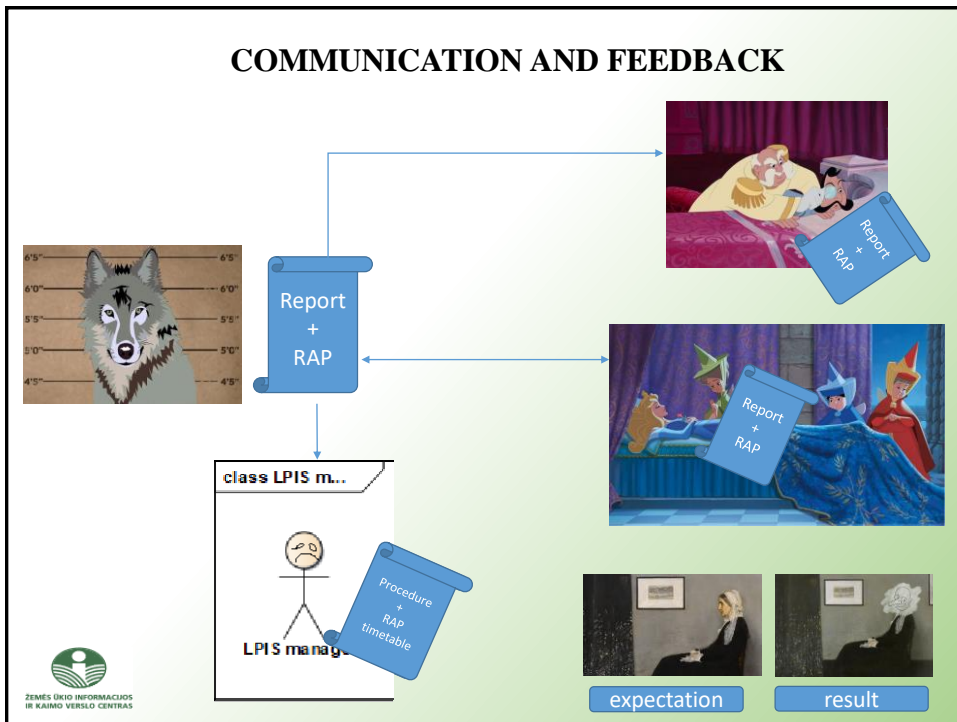 COMMUNICATION AND FEEDBACK
6'5" 6'5"
6'0" 6'0"
5'5" 5'5"
5'0" 5'0"
4'5" 4'5"
Report
+
RAP
Report
+
RAP
Report
+
RAP
class LPIS m...
Procedure
+
RAP
timetable
LPIS manag
expectation
result
ŽEMĖS ŪKIO INFORMACIJOS
IR KAIMO VERSLO CENTRAS